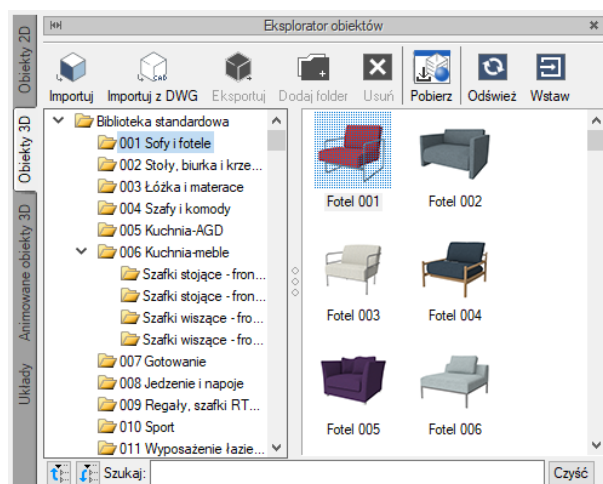 Eksplorator obiektów
Obiekty 2D
Obiekty 3D
Animowane obiekty 3D
Układy
Importuj
Importuj z DWG
Eksportuj
Dodaj folder
Usuń
Pobierz
Odśwież
Wstaw
Biblioteka standardowa
001 Sofy i fotele
002 Stoły, biurka i krze...
003 Łóżka i materace
004 Szafy i komody
005 Kuchnia-AGD
006 Kuchnia-meble
Szafki stojące - fron...
Szafki stojące - fron...
Szafki wiszące - fro...
Szafki wiszące - fro...
007 Gotowanie
008 Jedzenie i napoje
009 Regały, szafki RT...
010 Sport
011 Wyposażenie łazie...
Fotel 001
Fotel 002
Fotel 003
Fotel 004
Fotel 005
Fotel 006
Szukaj:
Czyść